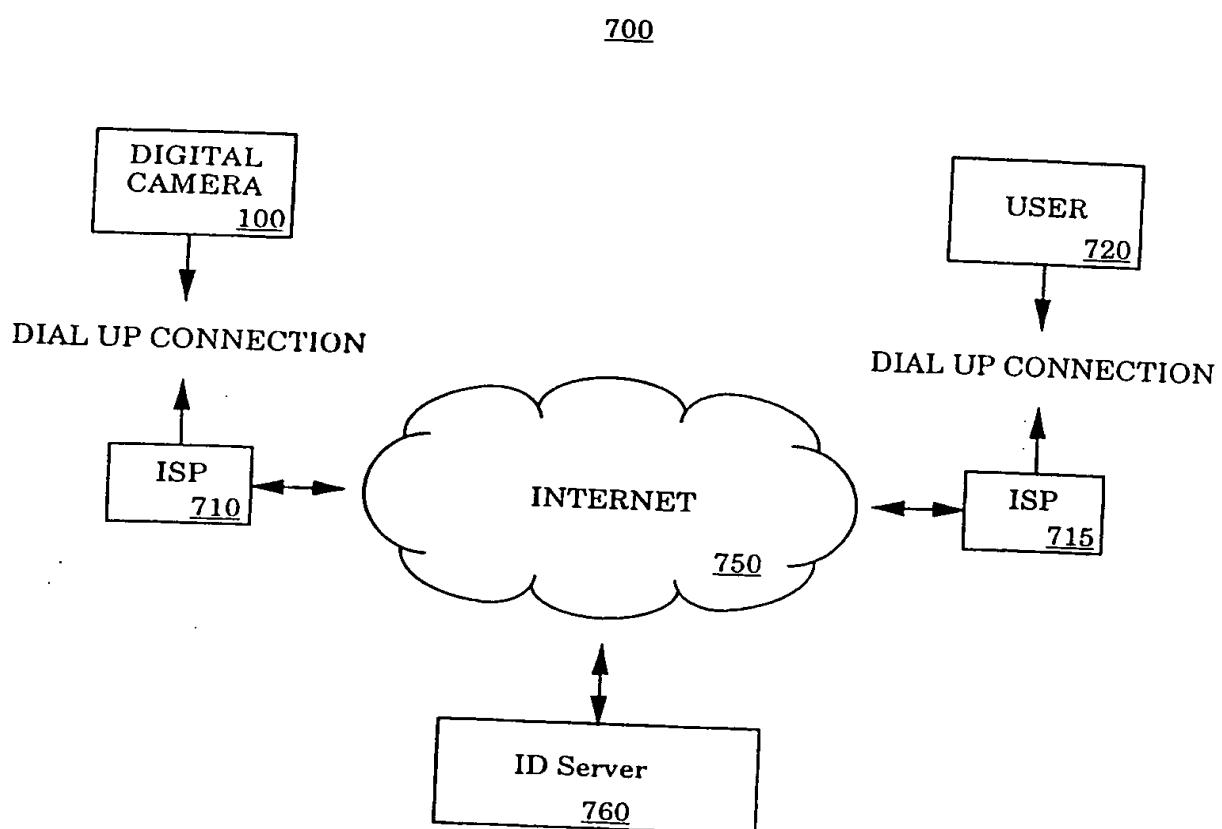 700
DIGITAL
CAMERA
100
USER
720
DIAL UP CONNECTION
DIAL UP CONNECTION
ISP
710
INTERNET
750
ISP
715
ID Server
760